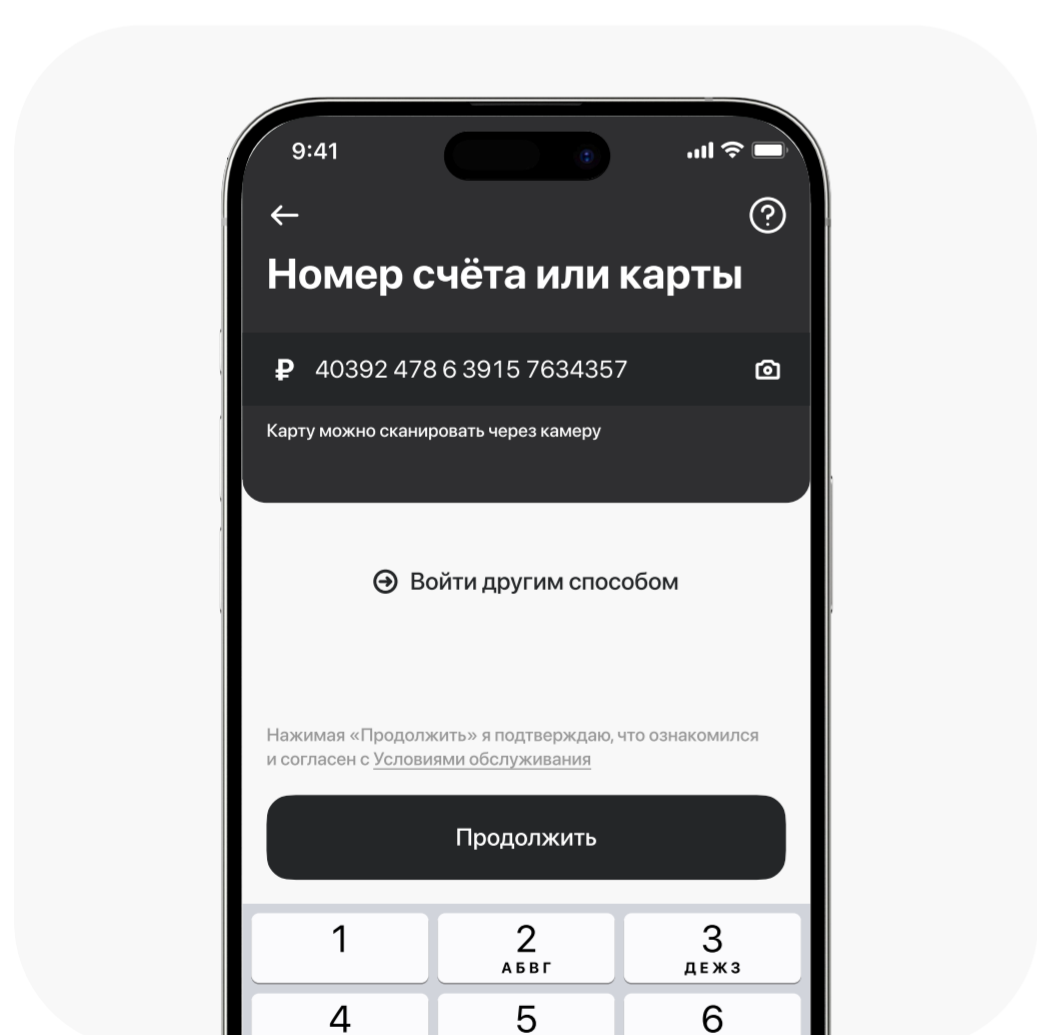 9:41
Номер счёта или карты
₽ 40392 478 6 3915 7634357
Карту можно сканировать через камеру
Войти другим способом
Нажимая «Продолжить» я подтверждаю, что ознакомился
и согласен с Условиями обслуживания
Продолжить
1 2 3
АБВГ ДЕЖЗ
4 5 6